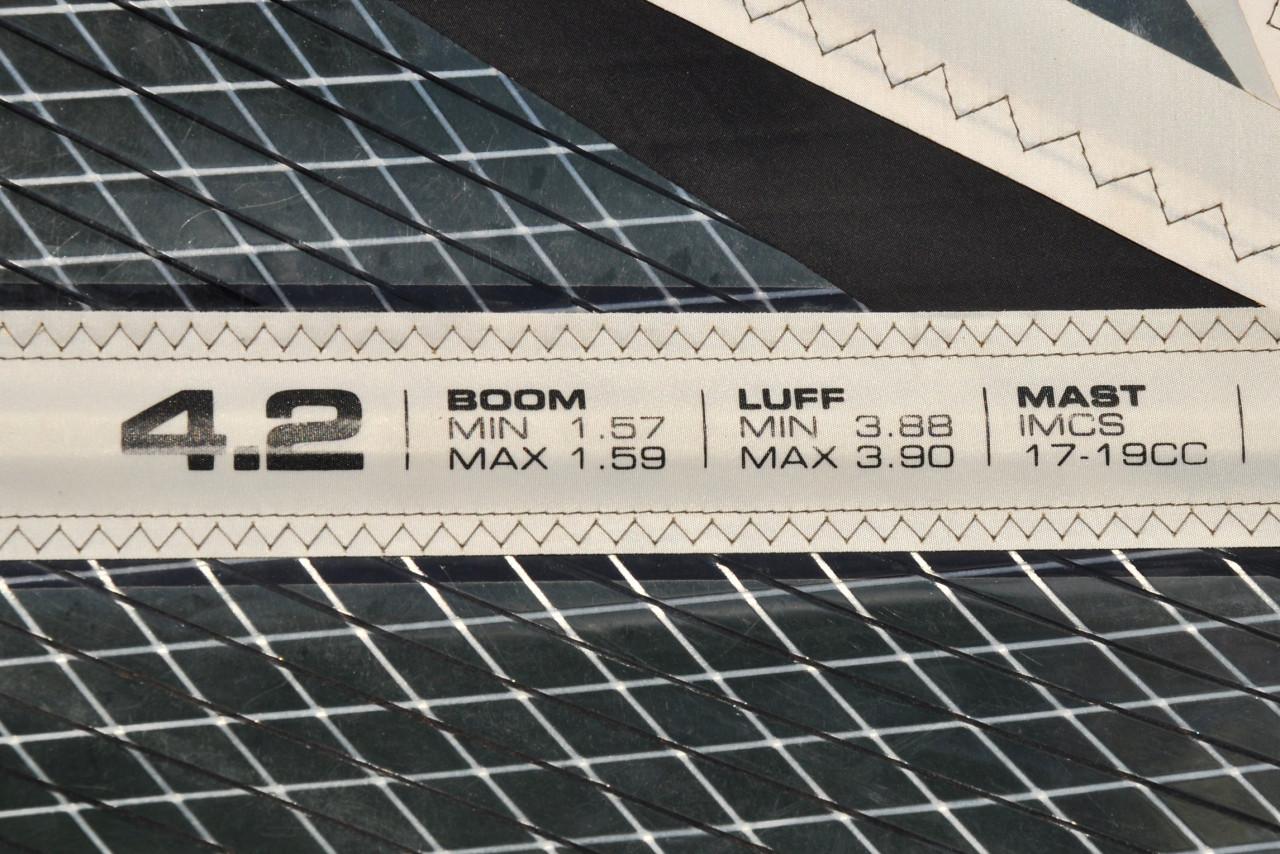 4.2
BOOM
MIN 1.57
MAX 1.59
LUFF
MIN 3.88
MAX 3.90
MAST
IMCS
17-19CC